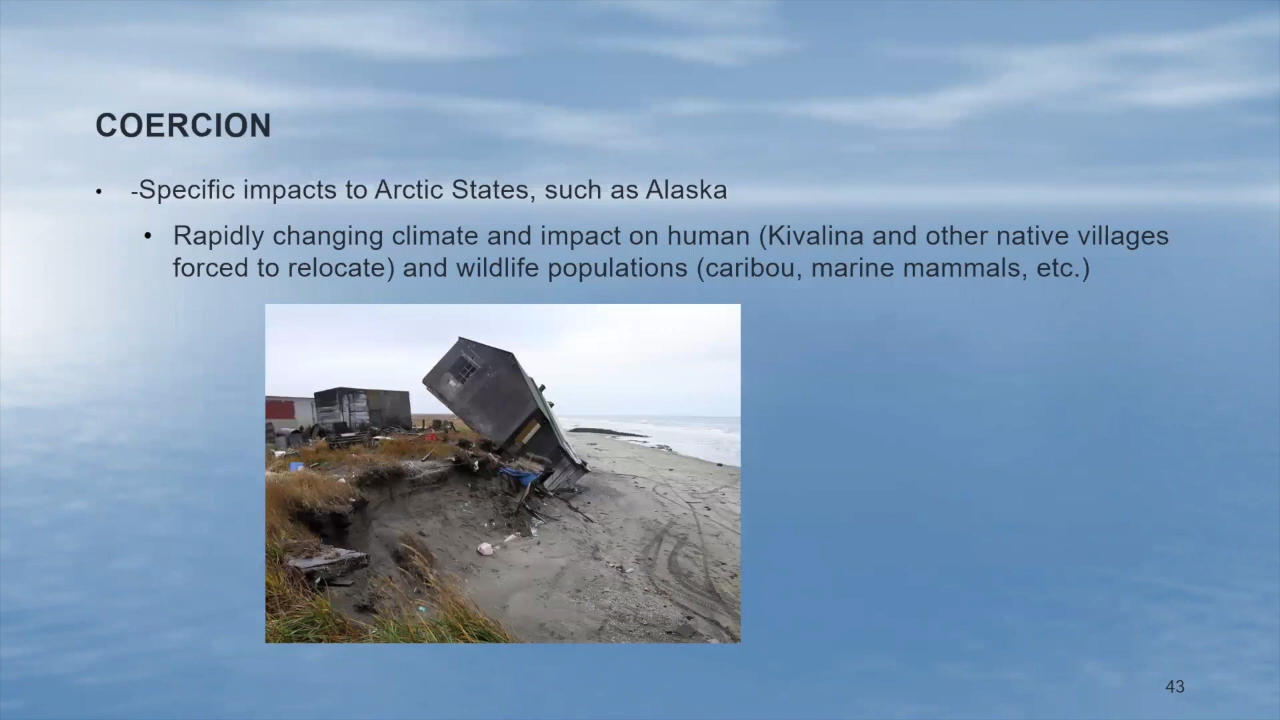 COERCION
• -Specific impacts to Arctic States, such as Alaska
• Rapidly changing climate and impact on human (Kivalina and other native villages
forced to relocate) and wildlife populations (caribou, marine mammals, etc.)
43